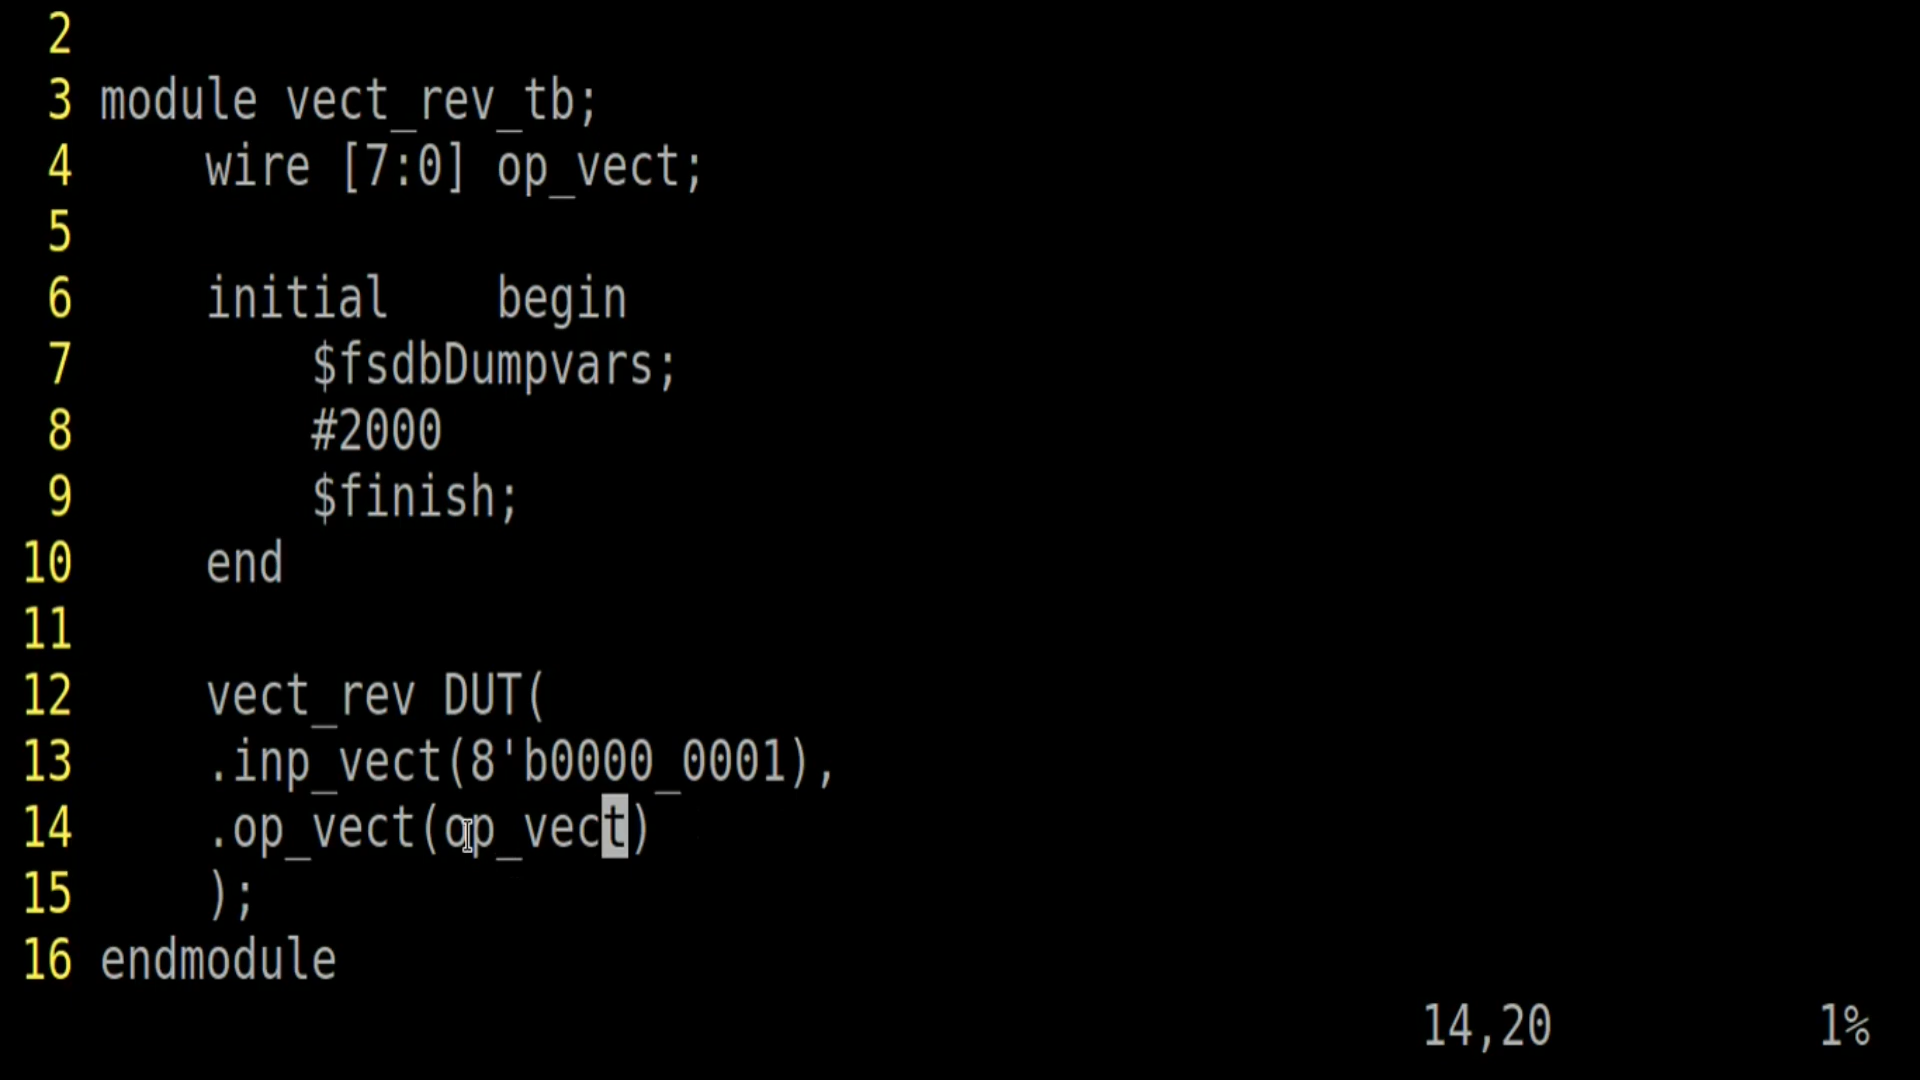 2
3 module vect_rev_tb;
4     wire [7:0] op_vect;
5
6     initial    begin
7         $fsdbDumpvars;
8         #2000
9         $finish;
10     end
11
12     vect_rev DUT(
13     .inp_vect(8'b0000_0001),
14     .op_vect(op_vect)
15     );
16 endmodule
14,20          1%